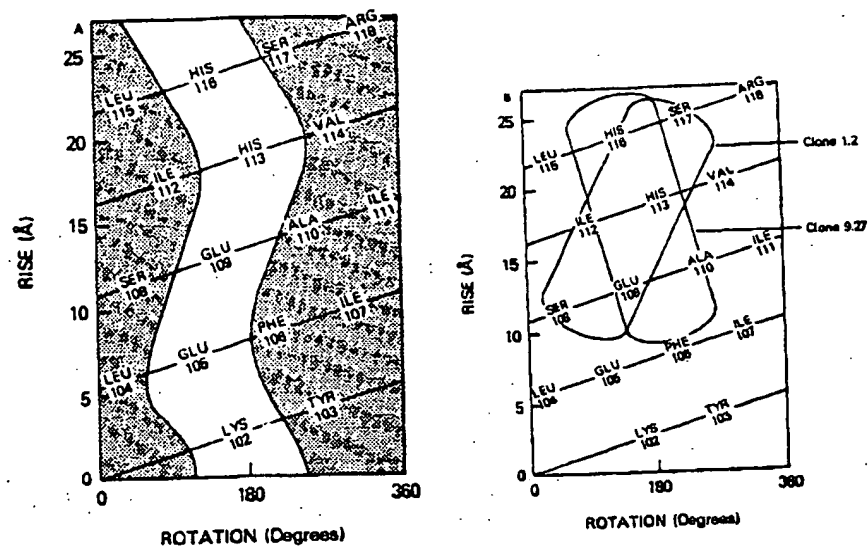 A
RISE (Å)
25
20
15
10
5
0
ARG
118
SER
117
HIS
116
LEU
115
VAL
114
HIS
113
ILE
112
ILE
111
ALA
110
GLU
109
SER
108
ILE
107
PHE
106
GLU
105
LEU
104
TYR
103
LYS
102
0
180
360
ROTATION (Degrees)
B
RISE (Å)
25
20
15
10
5
0
ARG
118
SER
117
HIS
116
LEU
115
VAL
114
HIS
113
ILE
112
ILE
111
ALA
110
GLU
SER
ILE
107
PHE
106
GLU
105
LEU
104
TYR
103
LYS
102
Clone 1.2
Clone 9.27
0
180
360
ROTATION (Degrees)